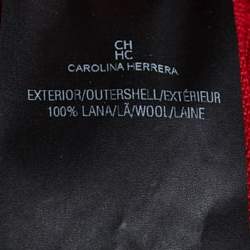 CH
HC
CAROLINA HERRERA
EXTERIOR/OUTERSHELL/EXTÉRIEUR
100% LANA/LÃ/WOOL/LAINE